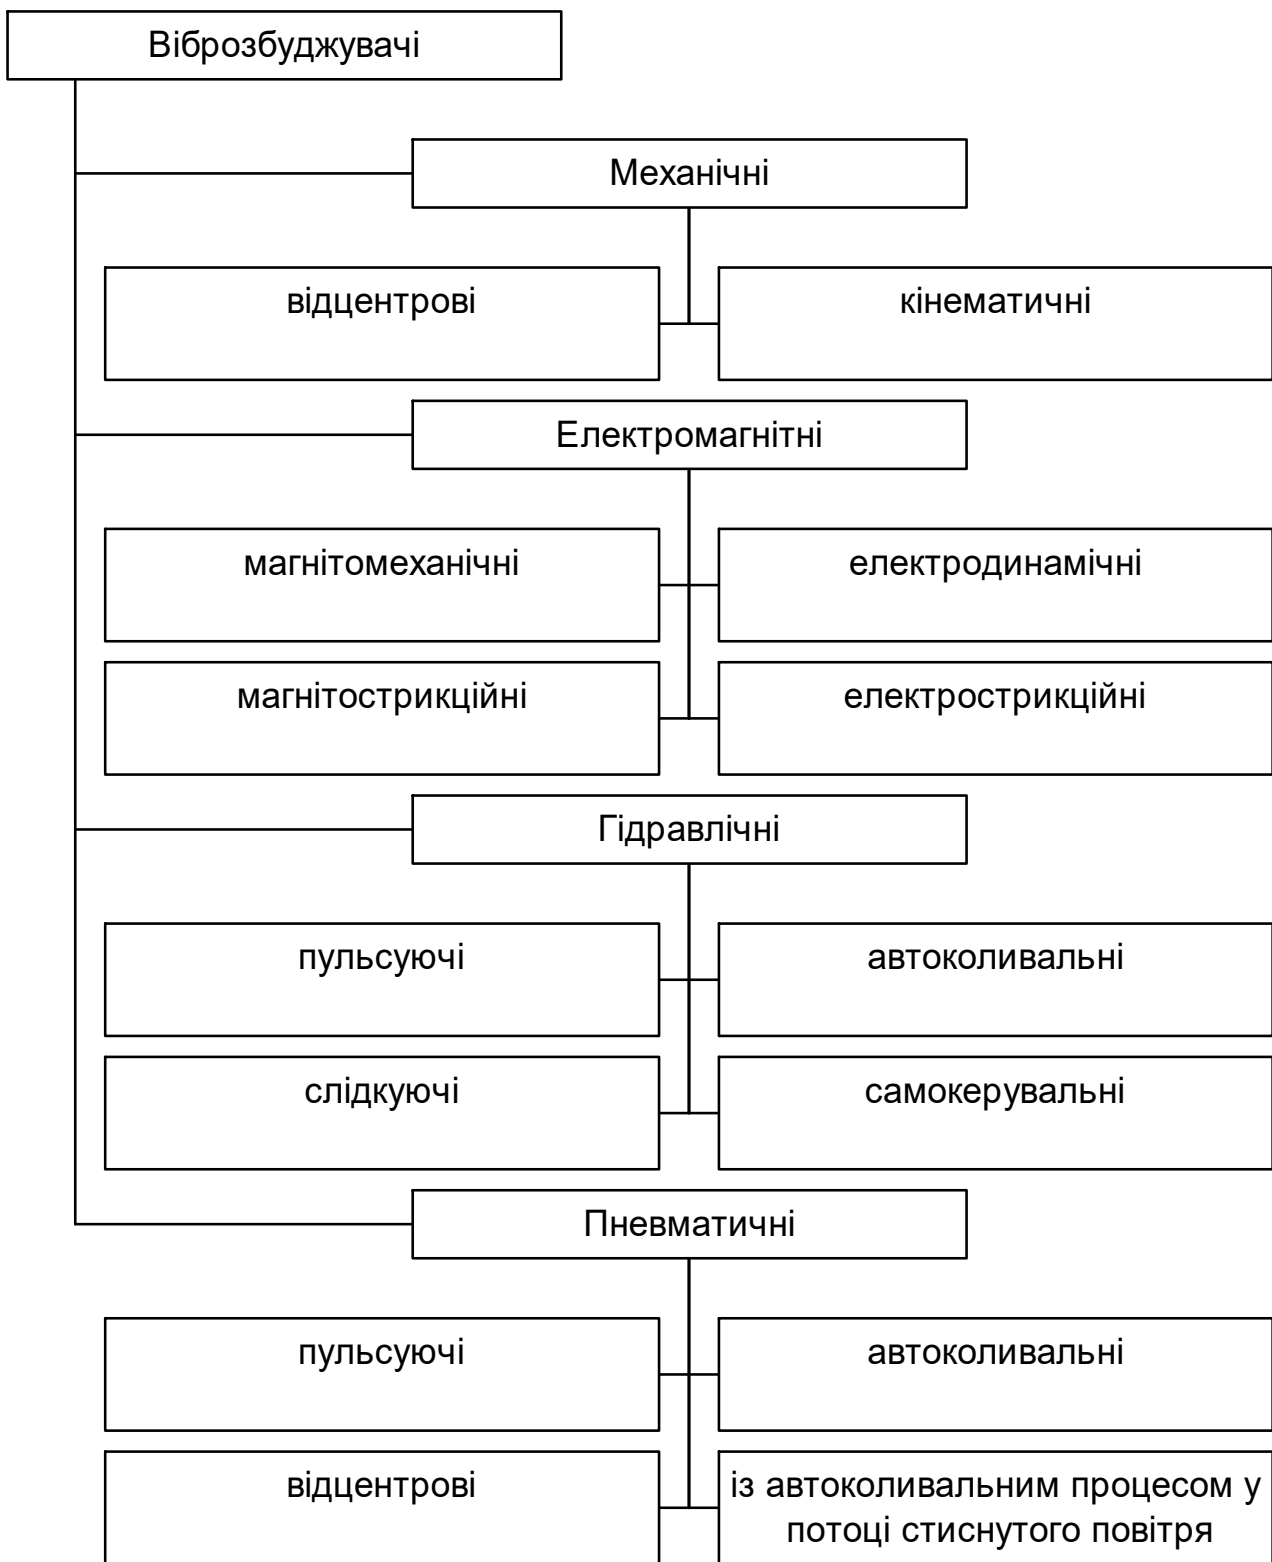 Віброзбуджувачі
Механічні
відцентрові
кінематичні
Електромагнітні
магнітомеханічні
електродинамічні
магнітострикційні
електрострикційні
Гідравлічні
пульсуючі
автоколивальні
слідкуючі
самокерувальні
Пневматичні
пульсуючі
автоколивальні
відцентрові
із автоколивальним процесом у
потоці стиснутого повітря